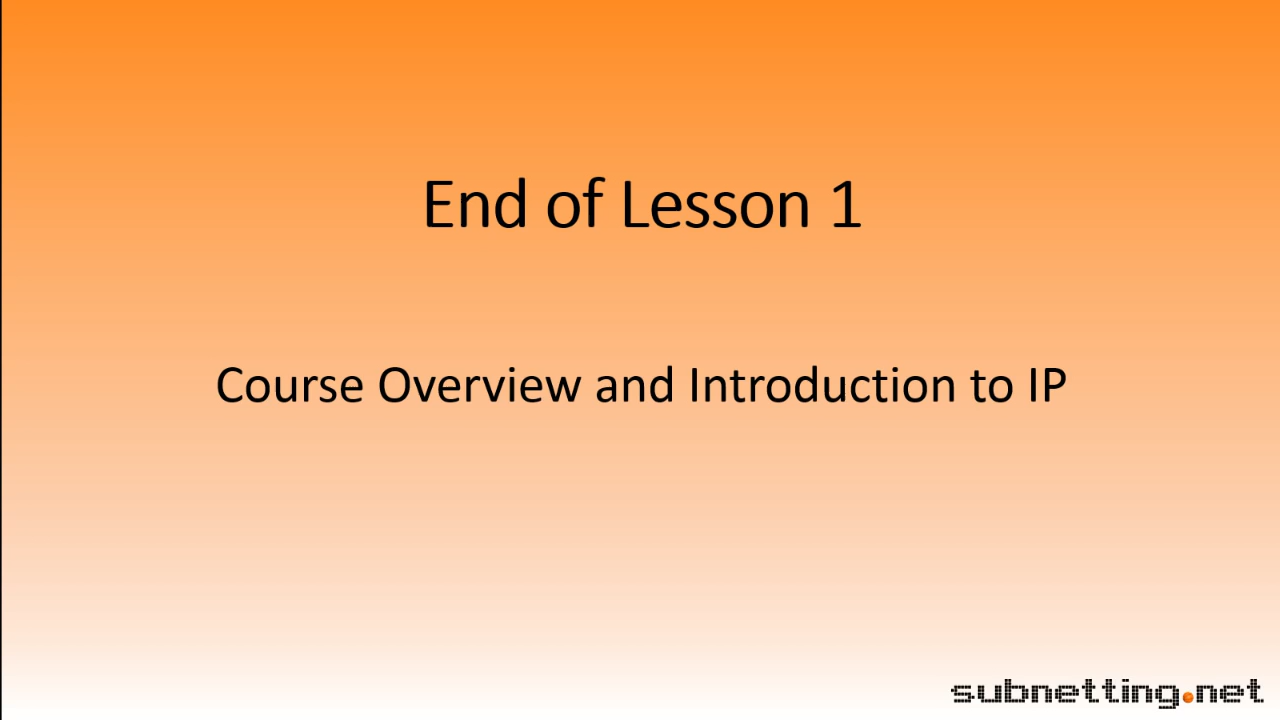 End of Lesson 1
Course Overview and Introduction to IP
subnetting.net